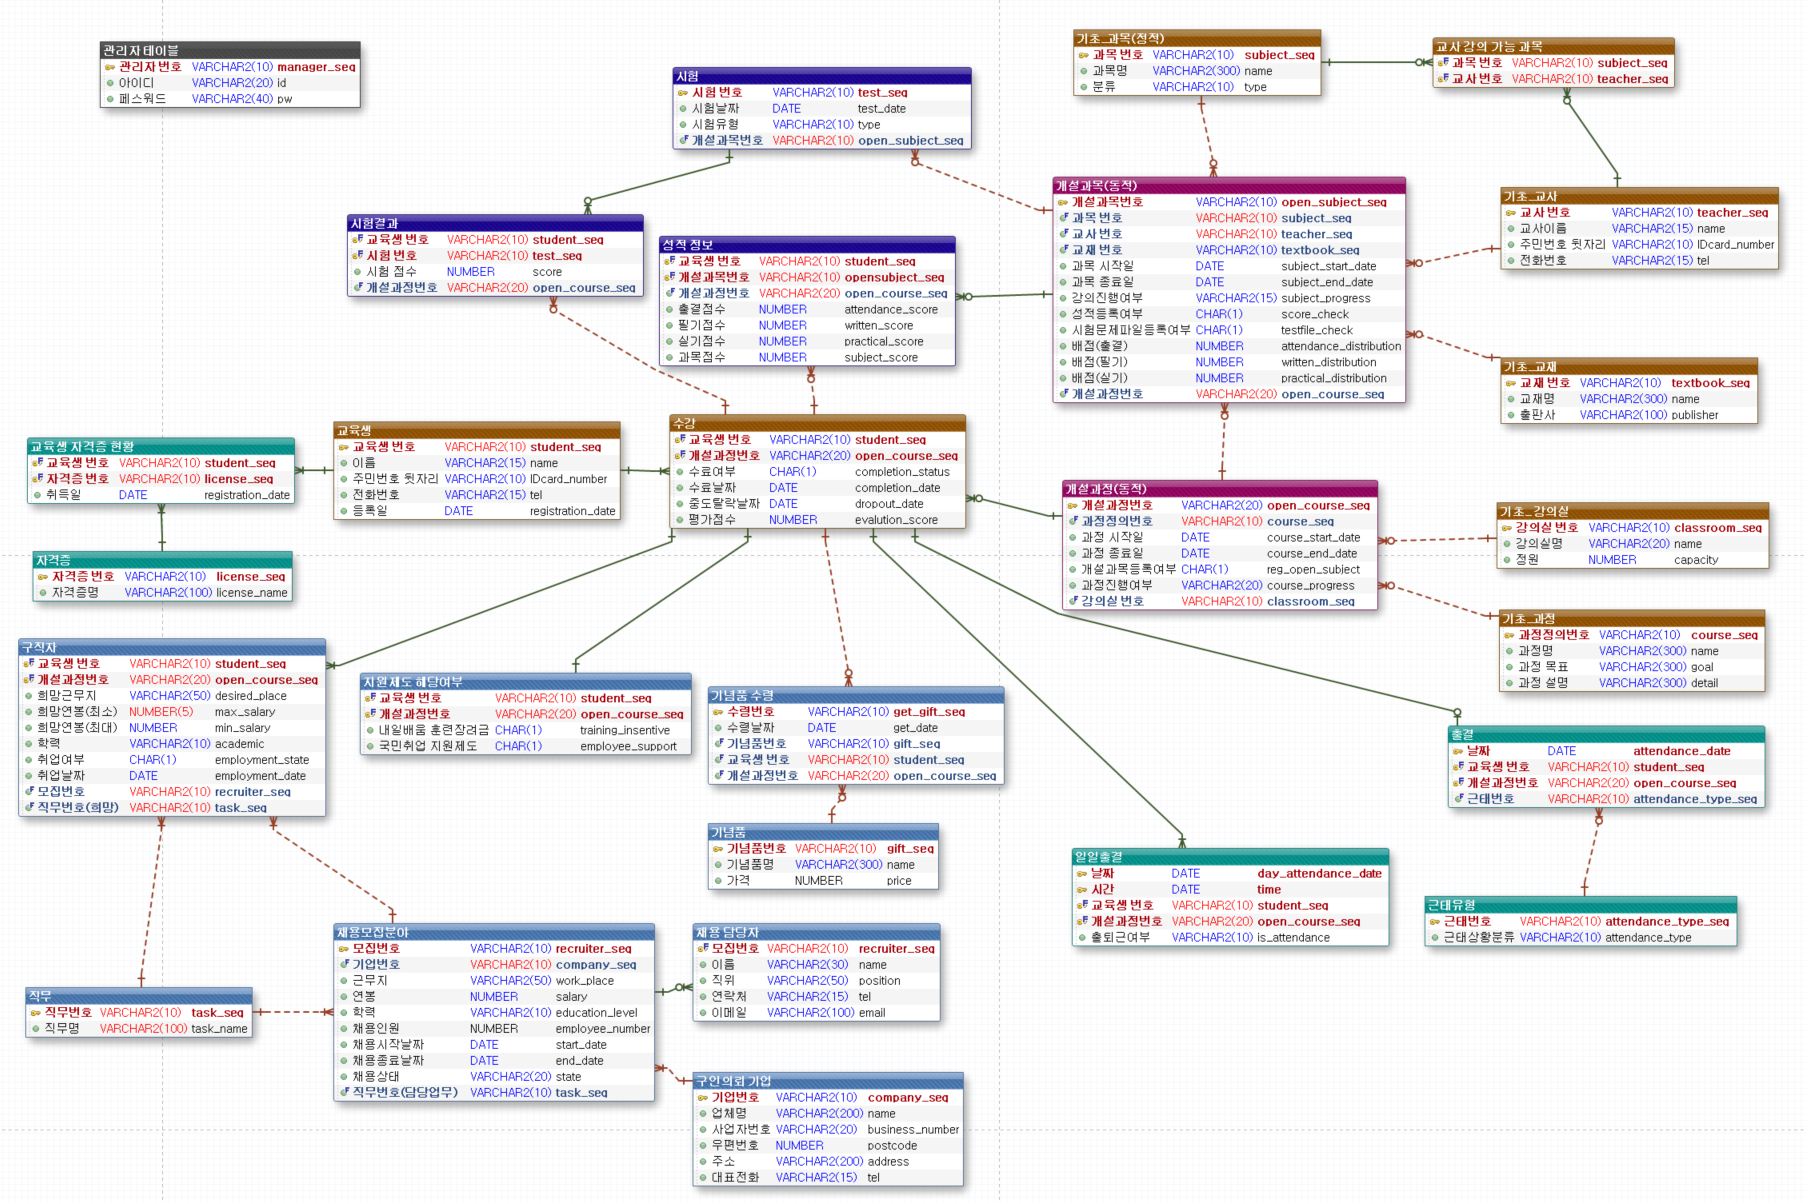 관리자 테이블
관리자 번호 VARCHAR2(10) manager_seq
아이디 VARCHAR2(20) id
페스워드 VARCHAR2(40) pw
시험
시험 번호 VARCHAR2(10) test_seq
시험날짜 DATE test_date
시험유형 VARCHAR2(10) type
개설과목번호 VARCHAR2(10) open_subject_seq
기초_과목(정적)
과목 번호 VARCHAR2(10) subject_seq
과목명 VARCHAR2(300) name
분류 VARCHAR2(10) type
교사 강의 가능 과목
과목 번호 VARCHAR2(10) subject_seq
교사 번호 VARCHAR2(10) teacher_seq
시험결과
교육생 번호 VARCHAR2(10) student_seq
시험 번호 VARCHAR2(10) test_seq
시험 점수 NUMBER score
개설과정번호 VARCHAR2(20) open_course_seq
성적 정보
교육생 번호 VARCHAR2(10) student_seq
개설과목번호 VARCHAR2(10) opensubject_seq
개설과정번호 VARCHAR2(20) open_course_seq
출결점수 NUMBER attendance_score
필기점수 NUMBER written_score
실기점수 NUMBER practical_score
과목점수 NUMBER subject_score
개설과목(동적)
개설과목번호 VARCHAR2(10) open_subject_seq
과목 번호 VARCHAR2(10) subject_seq
교사 번호 VARCHAR2(10) teacher_seq
교재 번호 VARCHAR2(10) textbook_seq
과목 시작일 DATE subject_start_date
과목 종료일 DATE subject_end_date
강의진행여부 VARCHAR2(15) subject_progress
성적등록여부 CHAR(1) score_check
시험문제파일등록여부 CHAR(1) testfile_check
배점(출결) NUMBER attendance_distribution
배점(필기) NUMBER written_distribution
배점(실기) NUMBER practical_distribution
개설과정번호 VARCHAR2(20) open_course_seq
기초_교사
교사 번호 VARCHAR2(10) teacher_seq
교사이름 VARCHAR2(15) name
주민번호 뒷자리 VARCHAR2(10) IDcard_number
전화번호 VARCHAR2(15) tel
기초_교재
교재 번호 VARCHAR2(10) textbook_seq
교재명 VARCHAR2(300) name
출판사 VARCHAR2(100) publisher
교육생 자격증 현황
교육생 번호 VARCHAR2(10) student_seq
자격증 번호 VARCHAR2(10) license_seq
취득일 DATE registration_date
교육생
교육생 번호 VARCHAR2(10) student_seq
이름 VARCHAR2(15) name
주민번호 뒷자리 VARCHAR2(10) IDcard_number
전화번호 VARCHAR2(15) tel
등록일 DATE registration_date
수강
교육생 번호 VARCHAR2(10) student_seq
개설과정번호 VARCHAR2(20) open_course_seq
수료여부 CHAR(1) completion_status
수료날짜 DATE completion_date
중도탈락날짜 DATE dropout_date
평가점수 NUMBER evalution_score
개설과정(동적)
개설과정번호 VARCHAR2(20) open_course_seq
과정정의번호 VARCHAR2(10) course_seq
과정 시작일 DATE course_start_date
과정 종료일 DATE course_end_date
개설과목등록여부 CHAR(1) reg_open_subject
과정진행여부 VARCHAR2(20) course_progress
강의실 번호 VARCHAR2(10) classroom_seq
기초_강의실
강의실 번호 VARCHAR2(10) classroom_seq
강의실명 VARCHAR2(20) name
정원 NUMBER capacity
자격증
자격증 번호 VARCHAR2(10) license_seq
자격증명 VARCHAR2(100) license_name
기초_과정
과정정의번호 VARCHAR2(10) course_seq
과정명 VARCHAR2(300) name
과정 목표 VARCHAR2(300) goal
과정 설명 VARCHAR2(300) detail
구직자
교육생 번호 VARCHAR2(10) student_seq
개설과정번호 VARCHAR2(20) open_course_seq
희망근무지 VARCHAR2(50) desired_place
희망연봉(최소) NUMBER(5) max_salary
희망연봉(최대) NUMBER min_salary
학력 VARCHAR2(10) academic
취업여부 CHAR(1) employment_state
취업날짜 DATE employment_date
모집번호 VARCHAR2(10) recruiter_seq
직무번호(희망) VARCHAR2(10) task_seq
지원제도 해당여부
교육생 번호 VARCHAR2(10) student_seq
개설과정번호 VARCHAR2(20) open_course_seq
내일배움 훈련장려금 CHAR(1) training_insentive
국민취업 지원제도 CHAR(1) employee_support
기념품 수령
수령번호 VARCHAR2(10) get_gift_seq
수령날짜 DATE get_date
기념품번호 VARCHAR2(10) gift_seq
교육생 번호 VARCHAR2(10) student_seq
개설과정번호 VARCHAR2(20) open_course_seq
출결
날짜 DATE attendance_date
교육생 번호 VARCHAR2(10) student_seq
개설과정번호 VARCHAR2(20) open_course_seq
근태번호 VARCHAR2(10) attendance_type_seq
기념품
기념품번호 VARCHAR2(10) gift_seq
기념품명 VARCHAR2(300) name
가격 NUMBER price
일일출결
날짜 DATE day_attendance_date
시간 DATE time
교육생 번호 VARCHAR2(10) student_seq
개설과정번호 VARCHAR2(20) open_course_seq
출퇴근여부 VARCHAR2(10) is_attendance
근태유형
근태번호 VARCHAR2(10) attendance_type_seq
근태상황분류 VARCHAR2(10) attendance_type
채용모집분야
모집번호 VARCHAR2(10) recruiter_seq
기업번호 VARCHAR2(10) company_seq
근무지 VARCHAR2(50) work_place
연봉 NUMBER salary
학력 VARCHAR2(10) education_level
채용인원 NUMBER employee_number
채용시작날짜 DATE start_date
채용종료날짜 DATE end_date
채용상태 VARCHAR2(20) state
직무번호(담당업무) VARCHAR2(10) task_seq
채용 담당자
모집번호 VARCHAR2(10) recruiter_seq
이름 VARCHAR2(30) name
직위 VARCHAR2(50) position
연락처 VARCHAR2(15) tel
이메일 VARCHAR2(100) email
직무
직무번호 VARCHAR2(10) task_seq
직무명 VARCHAR2(100) task_name
구인의뢰 기업
기업번호 VARCHAR2(10) company_seq
업체명 VARCHAR2(200) name
사업자번호 VARCHAR2(20) business_number
우편번호 NUMBER postcode
주소 VARCHAR2(200) address
대표전화 VARCHAR2(15) tel